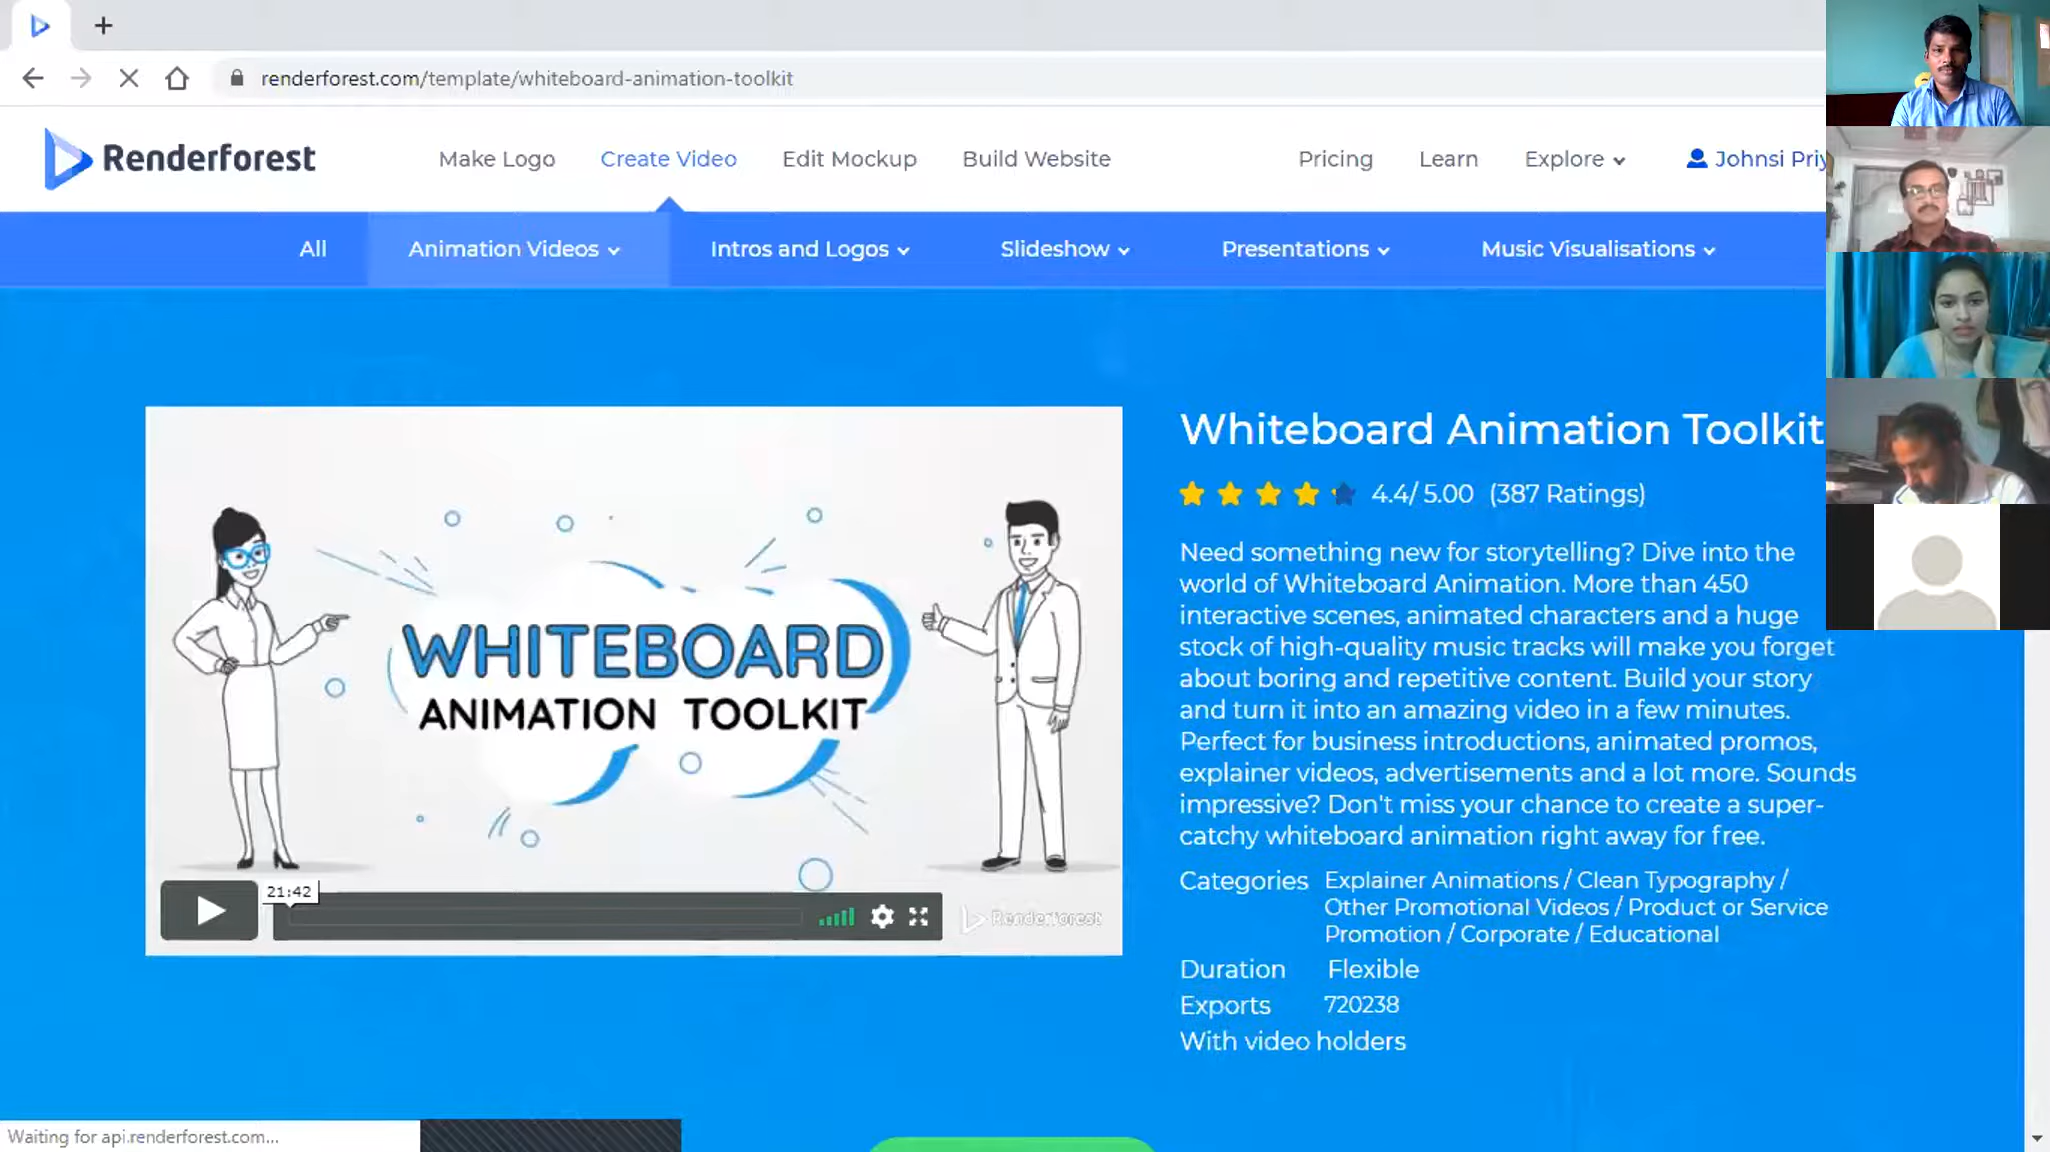 renderforest.com/template/whiteboard-animation-toolkit
Renderforest
Make Logo
Create Video
Edit Mockup
Build Website
Pricing
Learn
Explore
Johnsi Priy
All
Animation Videos
Intros and Logos
Slideshow
Presentations
Music Visualisations
WHITEBOARD
ANIMATION TOOLKIT
21:42
Renderforest
Whiteboard Animation Toolkit
4.4/ 5.00 (387 Ratings)
Need something new for storytelling? Dive into the
world of Whiteboard Animation. More than 450
interactive scenes, animated characters and a huge
stock of high-quality music tracks will make you forget
about boring and repetitive content. Build your story
and turn it into an amazing video in a few minutes.
Perfect for business introductions, animated promos,
explainer videos, advertisements and a lot more. Sounds
impressive? Don't miss your chance to create a super-
catchy whiteboard animation right away for free.
Categories Explainer Animations / Clean Typography /
Other Promotional Videos / Product or Service
Promotion / Corporate / Educational
Duration Flexible
Exports 720238
With video holders
Waiting for api.renderforest.com...